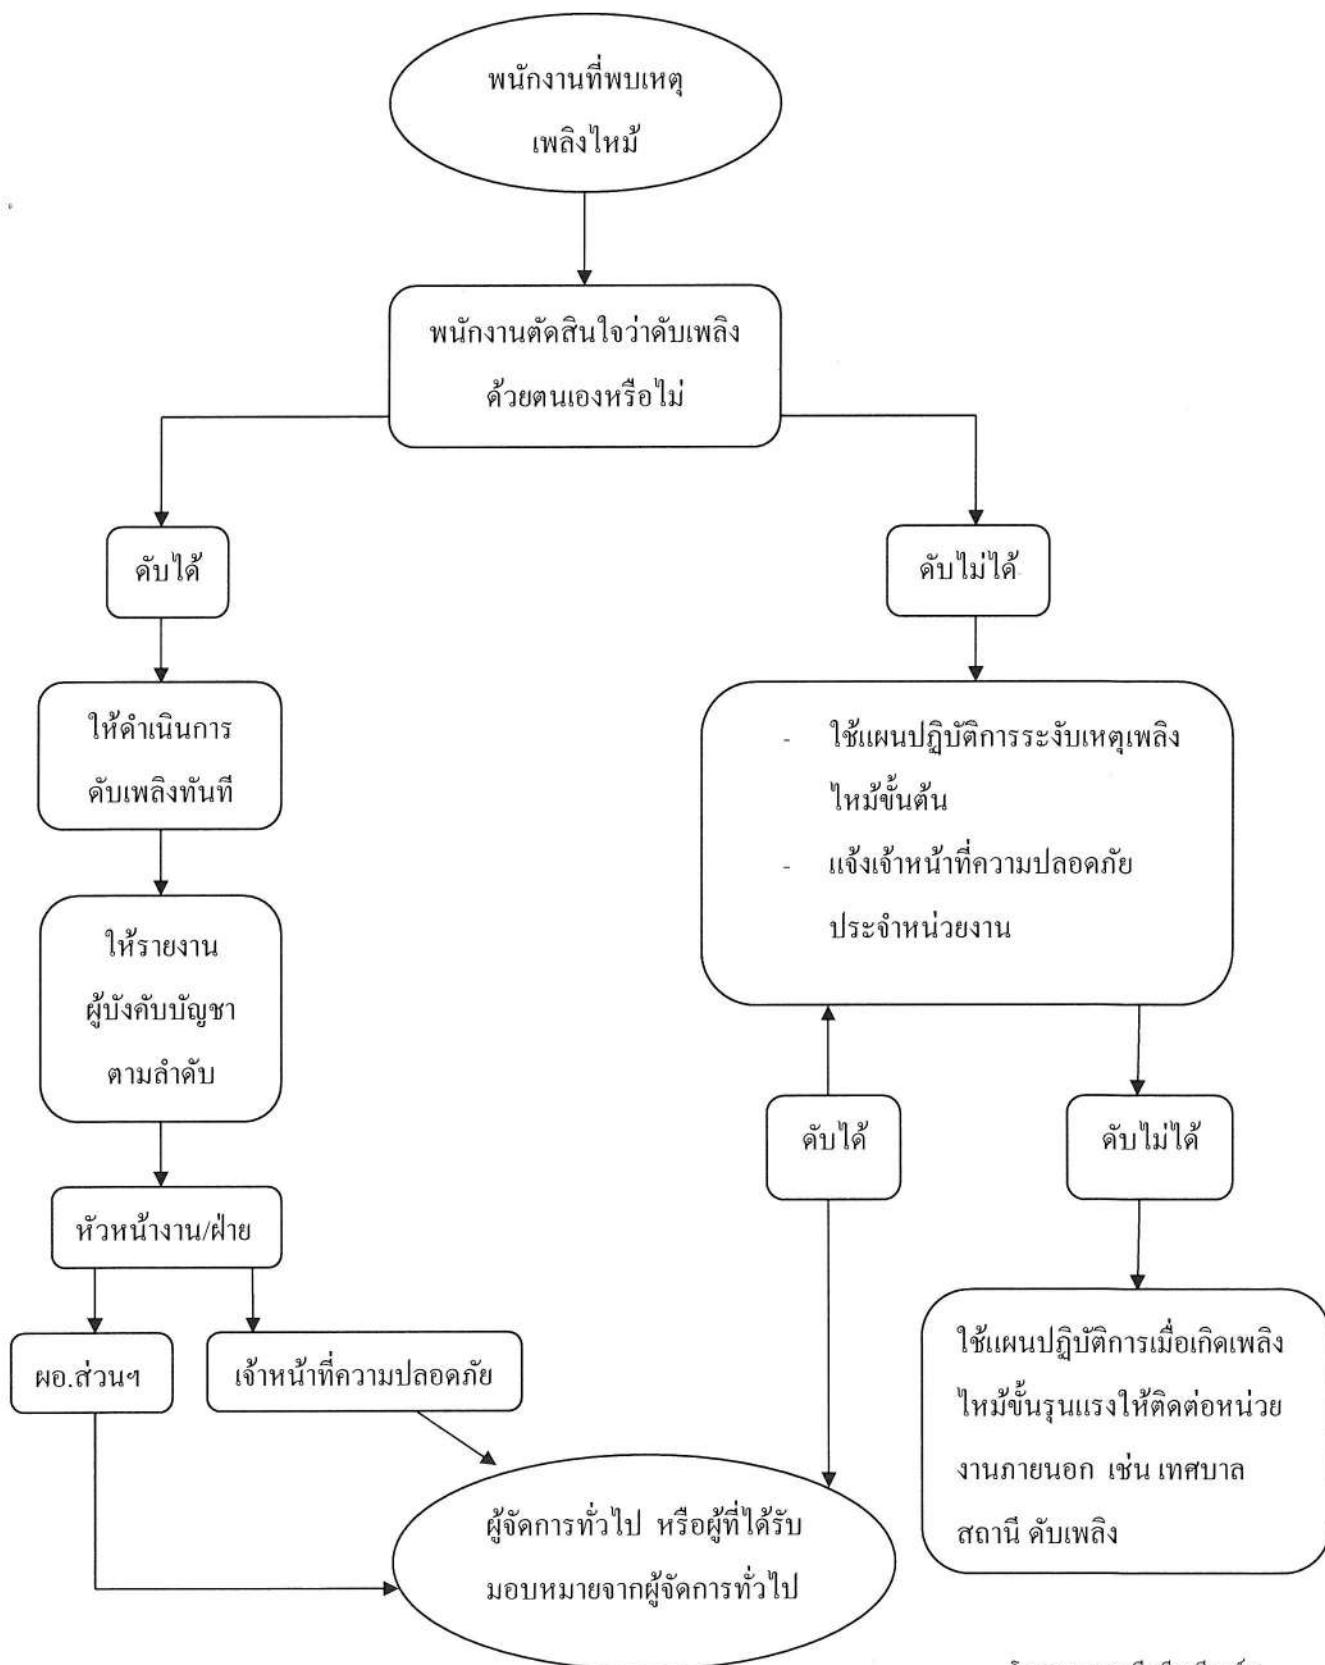 พนักงานที่พบเหตุ
เพลิงไหม้
พนักงานตัดสินใจว่าดับเพลิง
ด้วยตนเองหรือไม่
ดับได้
ดับไม่ได้
ให้ดำเนินการ
ดับเพลิงทันที
- ใช้แผนปฏิบัติการระงับเหตุเพลิง
ไหม้ขั้นต้น
- แจ้งเจ้าหน้าที่ความปลอดภัย
ประจำหน่วยงาน
ให้รายงาน
ผู้บังคับบัญชา
ตามลำดับ
ดับได้
ดับไม่ได้
หัวหน้างาน/ฝ่าย
ผอ.ส่วนฯ
เจ้าหน้าที่ความปลอดภัย
ใช้แผนปฏิบัติการเมื่อเกิดเพลิง
ไหม้ขั้นรุนแรงให้ติดต่อหน่วย
งานภายนอก เช่น เทศบาล
สถานี ดับเพลิง
ผู้จัดการทั่วไป หรือผู้ที่ได้รับ
มอบหมายจากผู้จัดการทั่วไป